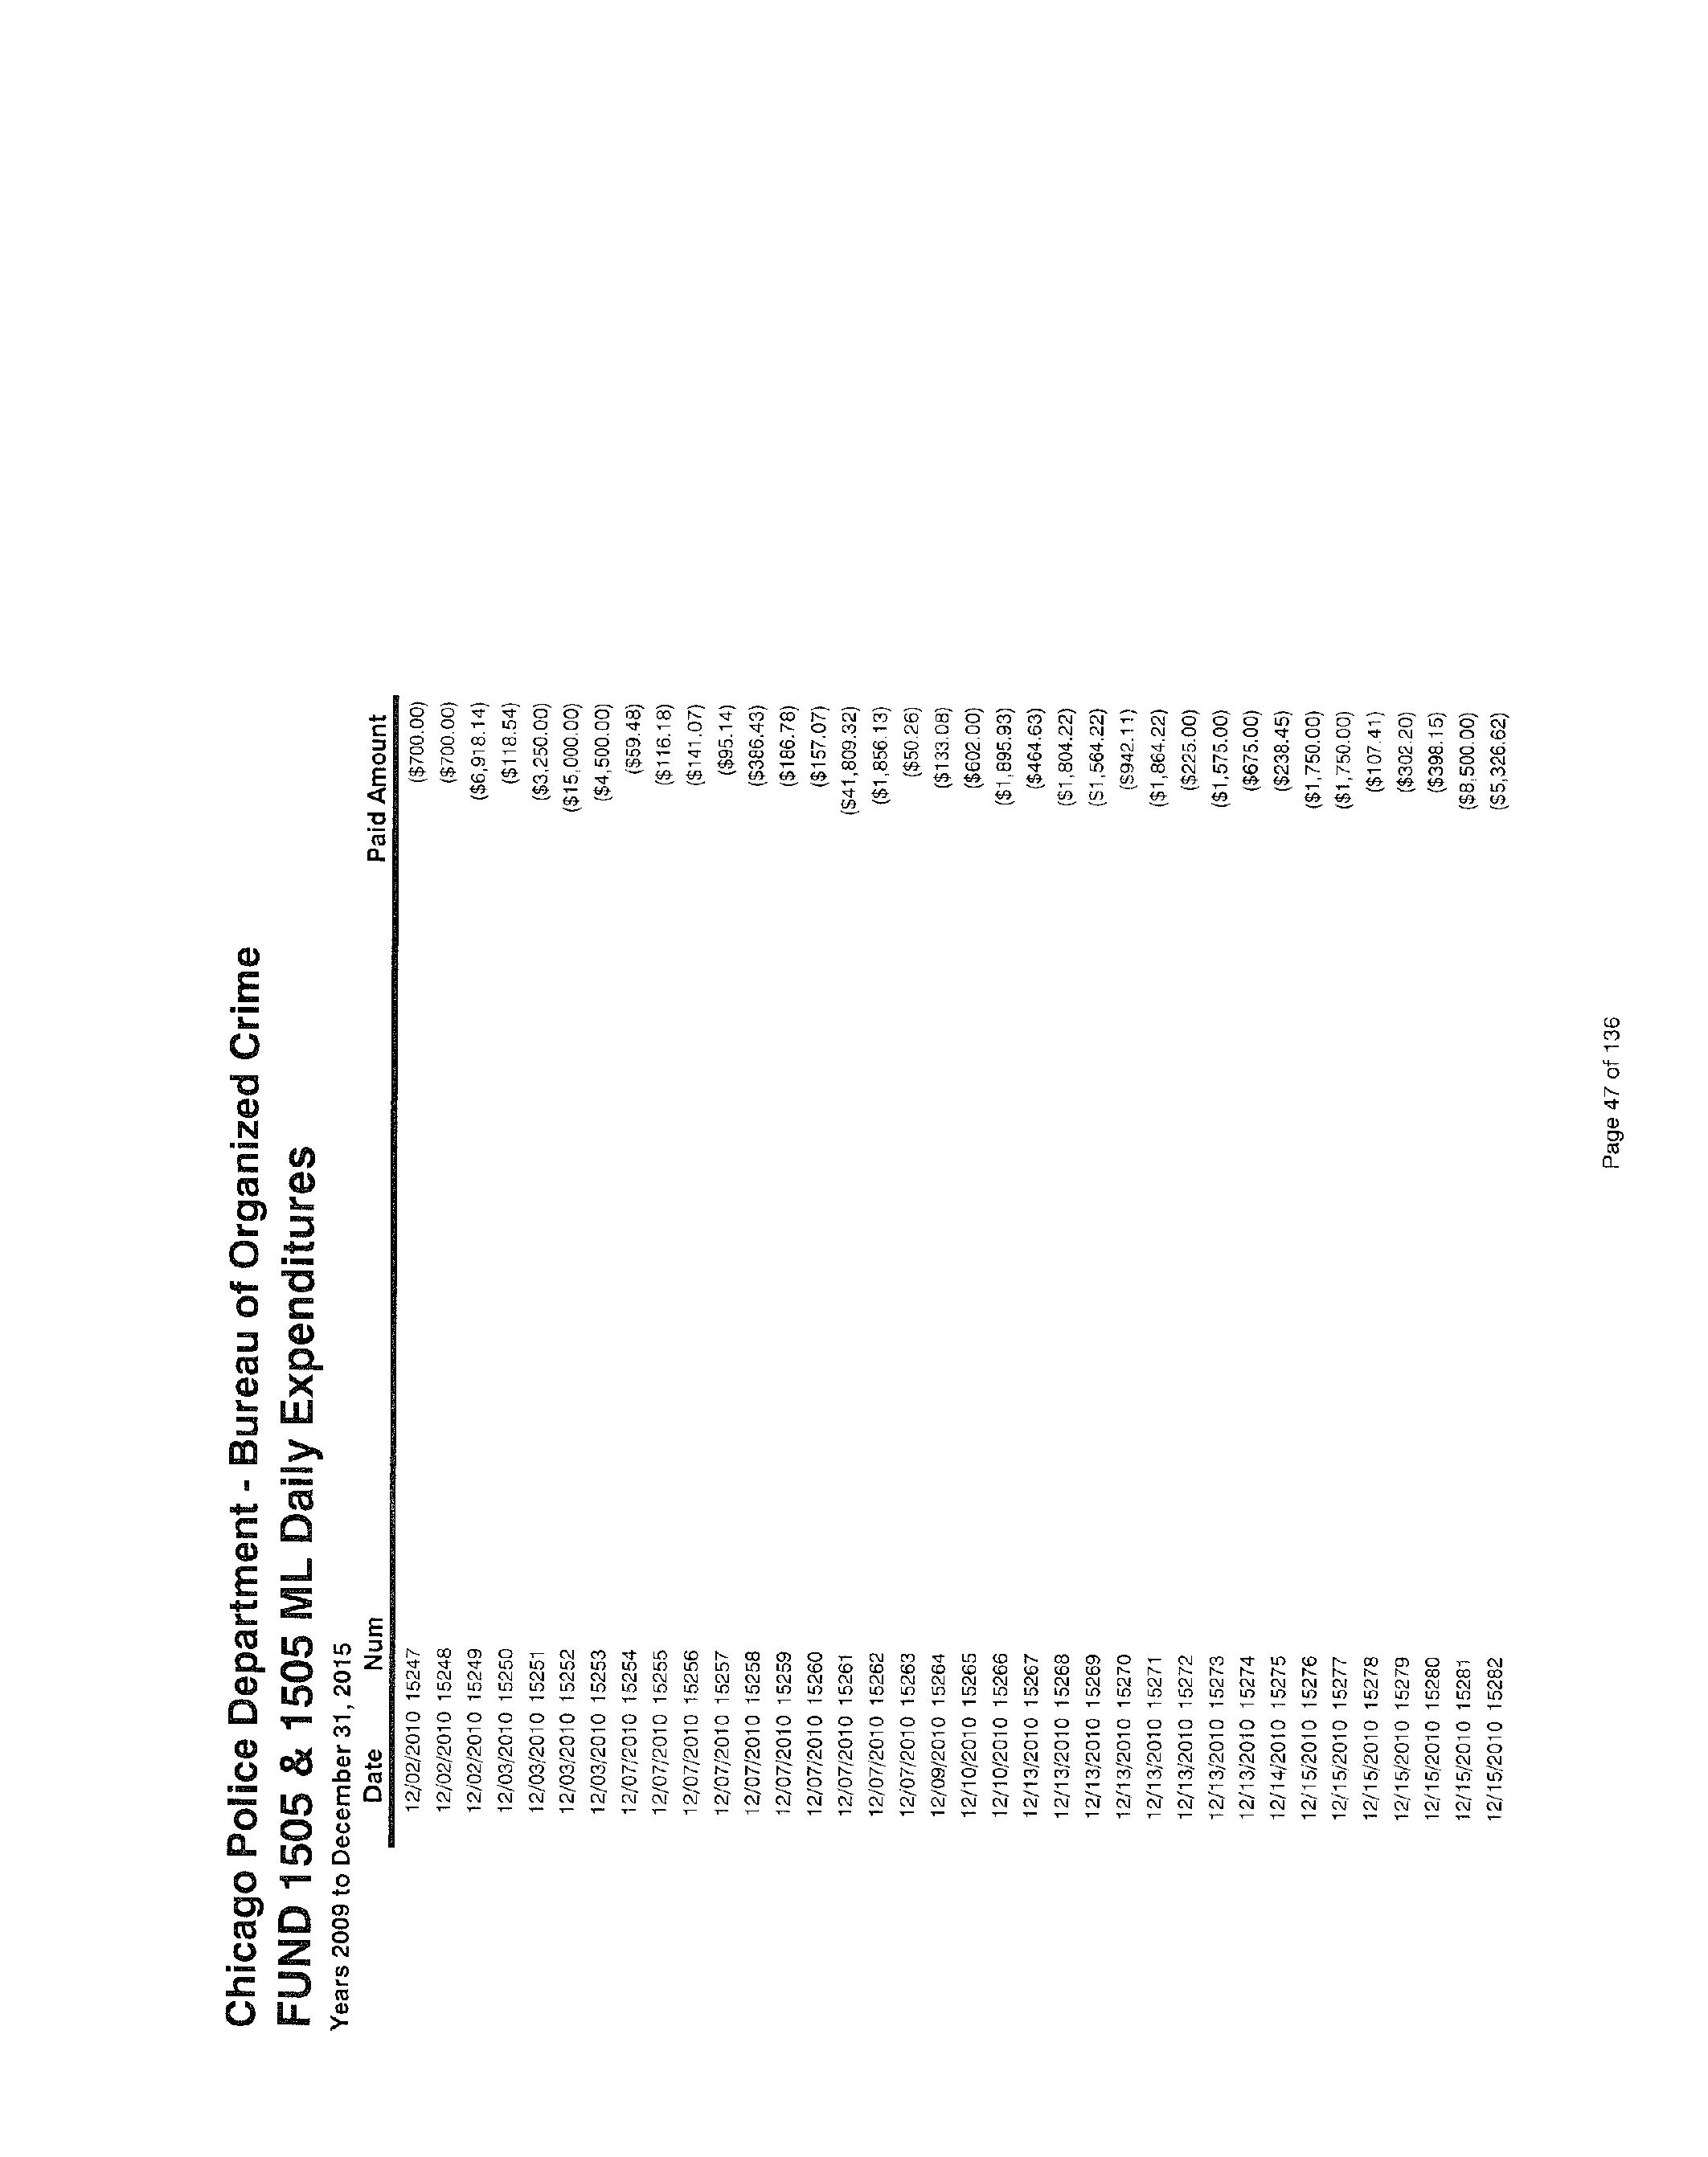 Chicago Police Department - Bureau of Organized Crime
FUND 1505 & 1505 ML Daily Expenditures
Years 2009 to December 31, 2015
Date Num Paid Amount
12/02/2010 15247 ($700.00)
12/02/2010 15248 ($700.00)
12/02/2010 15249 ($6,918.14)
12/03/2010 15250 ($118.54)
12/03/2010 15251 ($3,250.00)
12/03/2010 15252 ($15,000.00)
12/03/2010 15253 ($4,500.00)
12/07/2010 15254 ($59.48)
12/07/2010 15255 ($116.18)
12/07/2010 15256 ($141.07)
12/07/2010 15257 ($95.14)
12/07/2010 15258 ($386.43)
12/07/2010 15259 ($186.78)
12/07/2010 15260 ($157.07)
12/07/2010 15261 ($41,809.32)
12/07/2010 15262 ($1,856.13)
12/07/2010 15263 ($50.26)
12/09/2010 15264 ($133.08)
12/10/2010 15265 ($602.00)
12/10/2010 15266 ($1,895.93)
12/13/2010 15267 ($464.63)
12/13/2010 15268 ($1,804.22)
12/13/2010 15269 ($1,564.22)
12/13/2010 15270 ($942.11)
12/13/2010 15271 ($1,864.22)
12/13/2010 15272 ($225.00)
12/13/2010 15273 ($1,575.00)
12/13/2010 15274 ($675.00)
12/14/2010 15275 ($238.45)
12/15/2010 15276 ($1,750.00)
12/15/2010 15277 ($1,750.00)
12/15/2010 15278 ($107.41)
12/15/2010 15279 ($302.20)
12/15/2010 15280 ($398.15)
12/15/2010 15281 ($8,500.00)
12/15/2010 15282 ($5,326.62)
Page 47 of 136